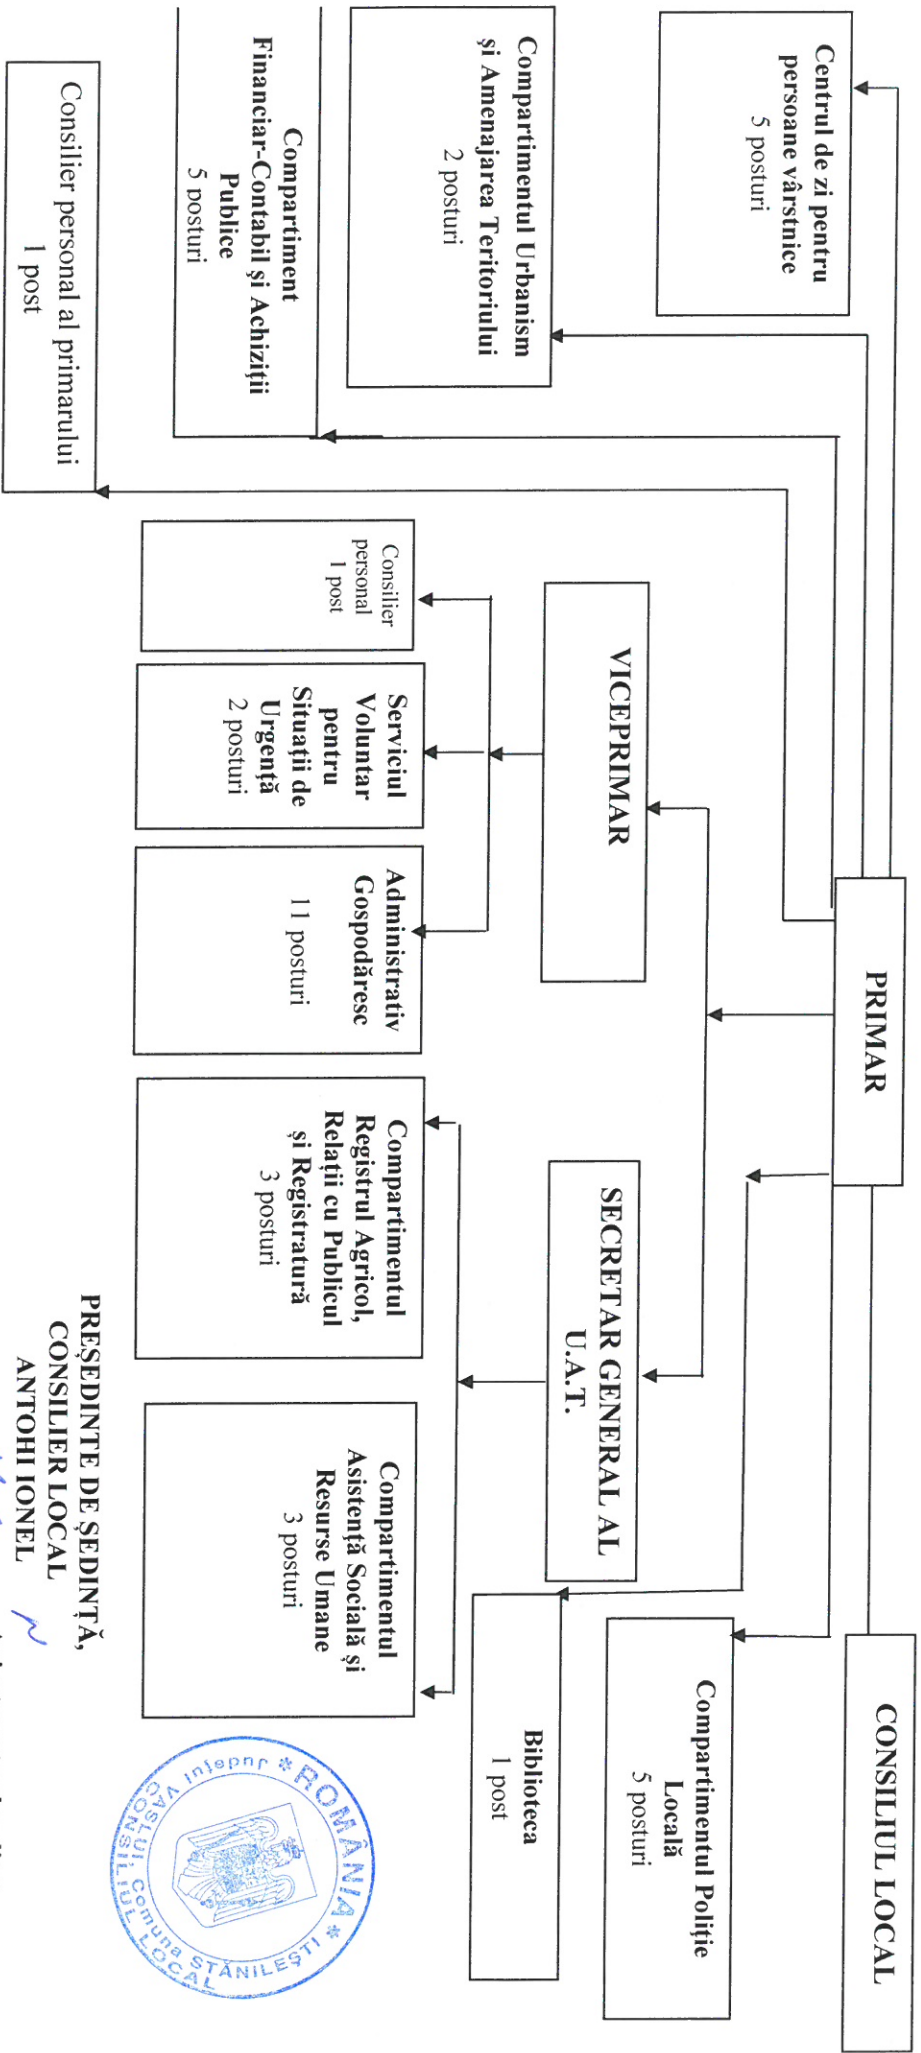 CONSILIUL LOCAL
PRIMAR
Centrul de zi pentru
persoane vârstnice
5 posturi
Compartimentul Urbanism
și Amenajarea Teritoriului
2 posturi
Compartiment
Financiar-Contabil și Achiziții
Publice
5 posturi
Consilier personal al primarului
1 post
VICEPRIMAR
SECRETAR GENERAL AL
U.A.T.
Compartimentul Poliție
Locală
5 posturi
Biblioteca
1 post
Consilier
personal
1 post
Serviciul
Voluntar
pentru
Situații de
Urgență
2 posturi
Administrativ
Gospodăresc
11 posturi
Compartimentul
Registrul Agricol,
Relații cu Publicul
și Registratură
3 posturi
Compartimentul
Asistență Socială și
Resurse Umane
3 posturi
PREȘEDINTE DE ȘEDINȚĂ,
CONSILIER LOCAL
ANTOHI IONEL
* ROMÂNIA *
Județul VASLUI, Comuna STĂNILEȘTI
CONSILIUL LOCAL